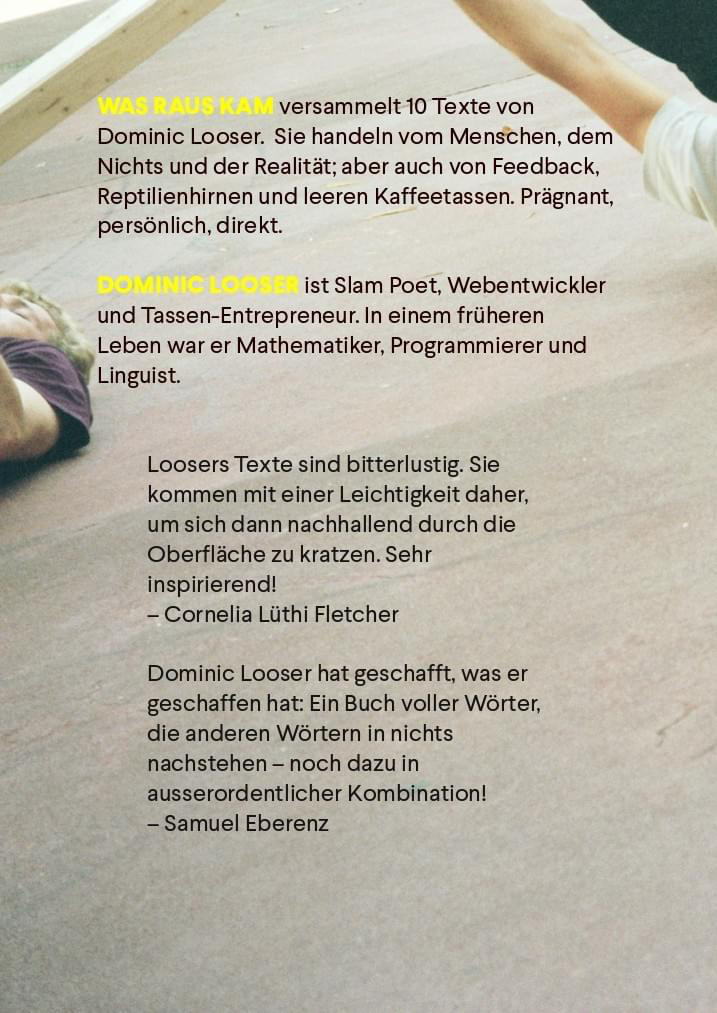 WAS RAUS KAM versammelt 10 Texte von
Dominic Looser.  Sie handeln vom Menschen, dem
Nichts und der Realität; aber auch von Feedback,
Reptilienhirnen und leeren Kaffeetassen. Prägnant,
persönlich, direkt.
DOMINIC LOOSER ist Slam Poet, Webentwickler
und Tassen-Entrepreneur. In einem früheren
Leben war er Mathematiker, Programmierer und
Linguist.
Loosers Texte sind bitterlustig. Sie
kommen mit einer Leichtigkeit daher,
um sich dann nachhallend durch die
Oberfläche zu kratzen. Sehr
inspirierend!
– Cornelia Lüthi Fletcher
Dominic Looser hat geschafft, was er
geschaffen hat: Ein Buch voller Wörter,
die anderen Wörtern in nichts
nachstehen – noch dazu in
ausserordentlicher Kombination!
– Samuel Eberenz